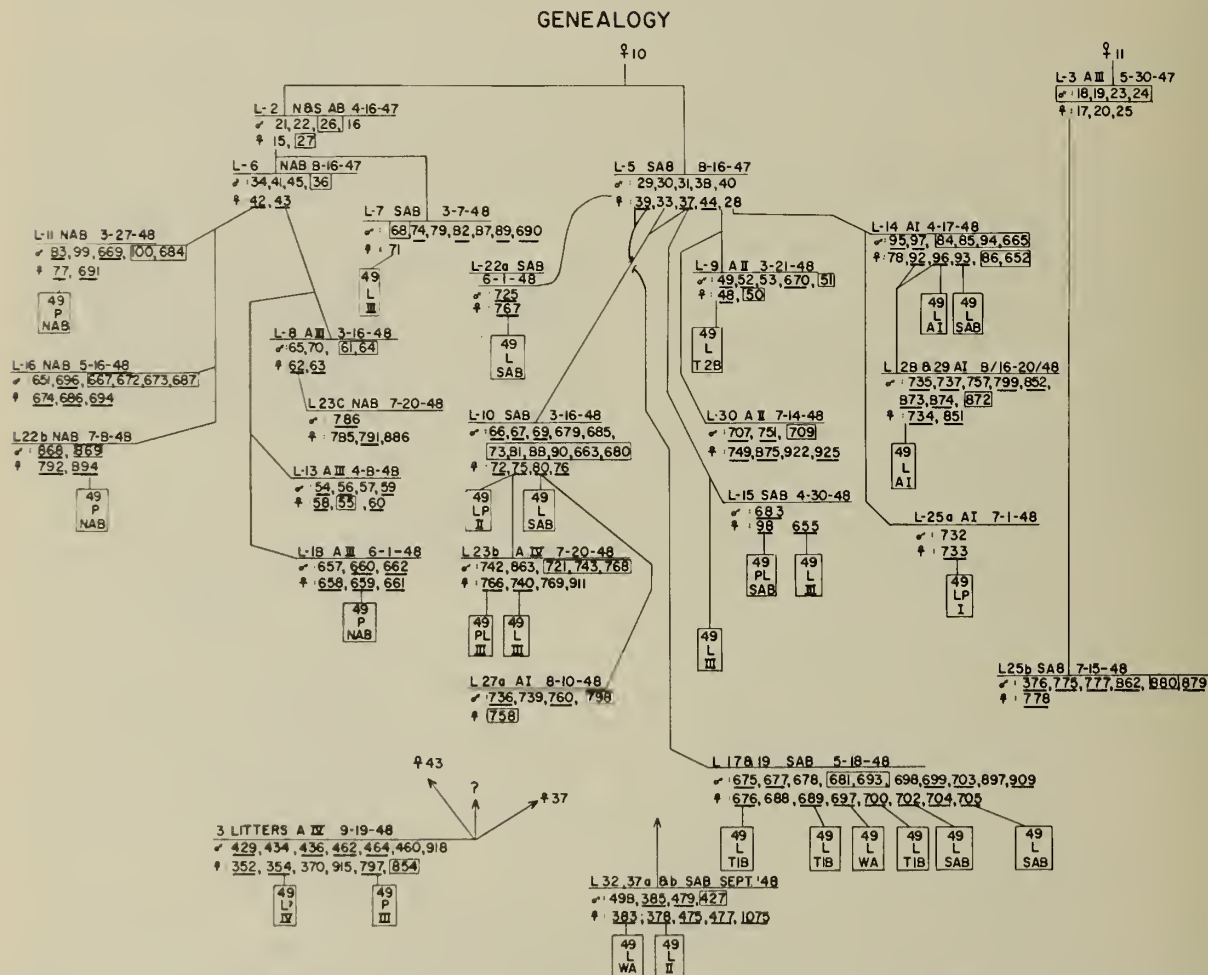 GENEALOGY
♀10
♀11
L-3 A III 5-30-47
♂:18,19,23,24
♀:17,20,25
L-2 N&S AB 4-16-47
♂ 21,22, 26, 16
♀ 15, 27
L-6 NAB 8-16-47
♂:34,41,45, 36
♀ 42, 43
L-5 SAB 8-16-47
♂:29,30,31,38,40
♀:39,33,37,44,28
L-7 SAB 3-7-48
♂: 68,74,79,82,87,89,690
♀:71
49
L
III
L-11 NAB 3-27-48
♂ 83,99,669, 100,684
♀ 77, 691
49
P
NAB
L-14 AI 4-17-48
♂:95,97, 84,85,94,665
♀:78,92,96,93, 86,652
49
L
AI
49
L
SAB
L-22a SAB
6-1-48
♂:725
♀:767
49
L
SAB
L-9 A II 3-21-48
♂:49,52,53,670, 51
♀:48, 50
49
L
T2B
L-8 A III 3-16-48
♂:65,70, 61,64
♀ 62,63
L-16 NAB 5-16-48
♂:651,696, 667,672,673,687
♀ 674,686,694
L 28 & 29 AI 8/16-20/48
♂:735,737,757,799,852,
873,874, 872
♀:734, 851
49
L
AI
L23C NAB 7-20-48
♂:786
♀:785,791,886
L-10 SAB 3-16-48
♂:66,67,69,679,685,
73,81,88,90,663,680
♀:72,75,80,76
49
LP
II
49
L
SAB
L-30 A II 7-14-48
♂:707, 751, 709
♀:749,875,922,925
49
L
III
L22b NAB 7-8-48
♂:868, 869
♀ 792, 894
49
P
NAB
L-13 A III 4-8-48
♂:54, 56, 57,59
♀:58, 55, 60
L-15 SAB 4-30-48
♂:683
♀:98 655
49
PL
SAB
49
L
III
L-25a AI 7-1-48
♂:732
♀:733
49
LP
I
L-18 A III 6-1-48
♂:657, 660, 662
♀:658, 659, 661
49
P
NAB
L23b A IV 7-20-48
♂:742, 863, 721,743,768
♀:766, 740,769,911
49
PL
III
49
L
III
L25b SAB 7-15-48
♂: 376,775,777,862, 880,879
♀:778
L27a AI 8-10-48
♂:736,739,760, 798
♀ 758
L 17 & 19 SAB 5-18-48
♂:675, 677, 678, 681,693, 698,699,703,897,909
♀:676, 688, 689, 697, 700, 702,704,705
49
L
T1B
49
L
T1B
49
L
WA
49
L
T1B
49
L
SAB
49
L
SAB
♀43
?
♀37
3 LITTERS A IV 9-19-48
♂ 429, 434, 436, 462, 464, 460, 918
♀:352, 354, 370, 915, 797, 854
49
L?
IV
49
P
III
L 32,37a &b SAB SEPT.'48
♂:498, 385, 479, 427
♀:383, 378, 475, 477, 1075
49
L
WA
49
L
II